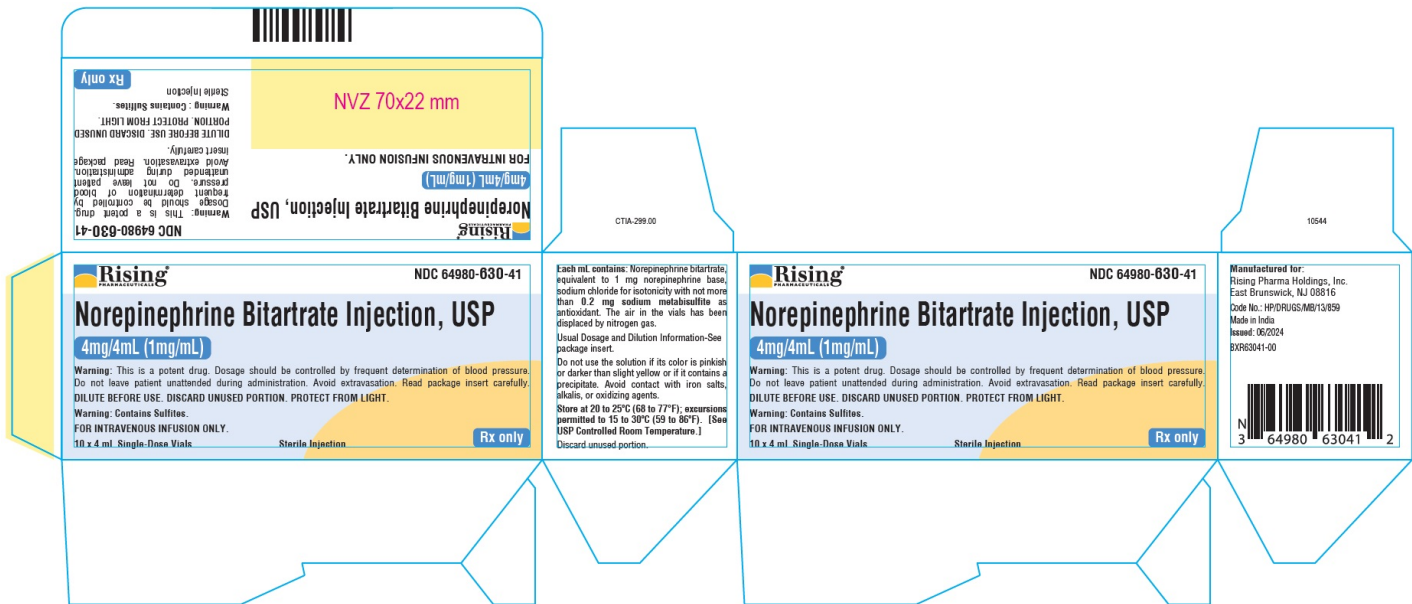 Rx only
Sterile Injection
Warning : Contains Sulfites.
PORTION. PROTECT FROM LIGHT.
DILUTE BEFORE USE. DISCARD UNUSED
insert carefully.
Avoid extravasation. Read package
unattended during administration.
pressure. Do not leave patient
frequent determination of blood
Dosage should be controlled by
Warning: This is a potent drug.
NDC 64980-630-41
NVZ 70x22 mm
FOR INTRAVENOUS INFUSION ONLY.
4mg/4mL (1mg/mL)
Norepinephrine Bitartrate Injection, USP
Rising®
PHARMACEUTICALS
CTIA-299.00
10544
Rising®
PHARMACEUTICALS
NDC 64980-630-41
Norepinephrine Bitartrate Injection, USP
4mg/4mL (1mg/mL)
Warning: This is a potent drug. Dosage should be controlled by frequent determination of blood pressure.
Do not leave patient unattended during administration. Avoid extravasation. Read package insert carefully.
DILUTE BEFORE USE. DISCARD UNUSED PORTION. PROTECT FROM LIGHT.
Warning: Contains Sulfites.
FOR INTRAVENOUS INFUSION ONLY.
10 x 4 mL Single-Dose Vials
Sterile Injection
Rx only
Each mL contains: Norepinephrine bitartrate,
equivalent to 1 mg norepinephrine base,
sodium chloride for isotonicity with not more
than 0.2 mg sodium metabisulfite as
antioxidant. The air in the vials has been
displaced by nitrogen gas.
Usual Dosage and Dilution Information-See
package insert.
Do not use the solution if its color is pinkish
or darker than slight yellow or if it contains a
precipitate. Avoid contact with iron salts,
alkalis, or oxidizing agents.
Store at 20 to 25°C (68 to 77°F); excursions
permitted to 15 to 30°C (59 to 86°F). [See
USP Controlled Room Temperature.]
Discard unused portion.
Rising®
PHARMACEUTICALS
NDC 64980-630-41
Norepinephrine Bitartrate Injection, USP
4mg/4mL (1mg/mL)
Warning: This is a potent drug. Dosage should be controlled by frequent determination of blood pressure.
Do not leave patient unattended during administration. Avoid extravasation. Read package insert carefully.
DILUTE BEFORE USE. DISCARD UNUSED PORTION. PROTECT FROM LIGHT.
Warning: Contains Sulfites.
FOR INTRAVENOUS INFUSION ONLY.
10 x 4 mL Single-Dose Vials
Sterile Injection
Rx only
Manufactured for:
Rising Pharma Holdings, Inc.
East Brunswick, NJ 08816
Code No.: HP/DRUGS/MB/13/859
Made in India
Issued: 06/2024
BXR63041-00
N
3 64980 63041 2